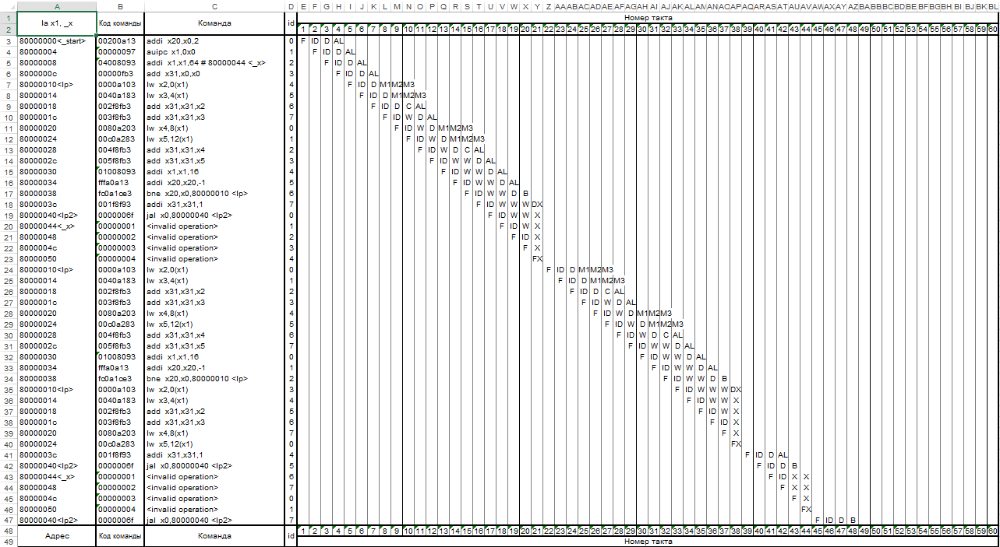 A B C D E F G H I J K L M N O P Q R S T U V W X Y Z AA AB AC AD AE AF AG AH AI AJ AK AL AM AN AO AP AQ AR AS AT AU AV AW AX AY AZ BA BB BC BD BE BF BG BH BI BJ BK BL
1 la x1, _x Код команды Команда id Номер такта
2 1 2 3 4 5 6 7 8 9 10 11 12 13 14 15 16 17 18 19 20 21 22 23 24 25 26 27 28 29 30 31 32 33 34 35 36 37 38 39 40 41 42 43 44 45 46 47 48 49 50 51 52 53 54 55 56 57 58 59 60
3 80000000<_start> 00200a13 addi x20,x0,2 0 F ID D AL
4 80000004 00000097 auipc x1,0x0 1 F ID D AL
5 80000008 04008093 addi x1,x1,64 # 80000044 <_x> 2 F ID D AL
6 8000000c 00000fb3 add x31,x0,x0 3 F ID D AL
7 80000010<lp> 0000a103 lw x2,0(x1) 4 F ID D M1 M2 M3
8 80000014 0040a183 lw x3,4(x1) 5 F ID D M1 M2 M3
9 80000018 002f8fb3 add x31,x31,x2 6 F ID D C AL
10 8000001c 003f8fb3 add x31,x31,x3 7 F ID W D AL
11 80000020 0080a203 lw x4,8(x1) 0 F ID W D M1 M2 M3
12 80000024 00c0a283 lw x5,12(x1) 1 F ID W D M1 M2 M3
13 80000028 004f8fb3 add x31,x31,x4 2 F ID W D C AL
14 8000002c 005f8fb3 add x31,x31,x5 3 F ID W W D AL
15 80000030 01008093 addi x1,x1,16 4 F ID W W D AL
16 80000034 fffa0a13 addi x20,x20,-1 5 F ID W W D AL
17 80000038 fc0a1ce3 bne x20,x0,80000010 <lp> 6 F ID W W D B
18 8000003c 001f8f93 addi x31,x31,1 7 F ID W W W DX
19 80000040<lp2> 0000006f jal x0,80000040 <lp2> 0 F ID W W X
20 80000044<_x> 00000001 <invalid operation> 1 F ID W X
21 80000048 00000002 <invalid operation> 2 F ID X
22 8000004c 00000003 <invalid operation> 3 F X
23 80000050 00000004 <invalid operation> 4 FX
24 80000010<lp> 0000a103 lw x2,0(x1) 0 F ID D M1 M2 M3
25 80000014 0040a183 lw x3,4(x1) 1 F ID D M1 M2 M3
26 80000018 002f8fb3 add x31,x31,x2 2 F ID D C AL
27 8000001c 003f8fb3 add x31,x31,x3 3 F ID W D AL
28 80000020 0080a203 lw x4,8(x1) 4 F ID W D M1 M2 M3
29 80000024 00c0a283 lw x5,12(x1) 5 F ID W D M1 M2 M3
30 80000028 004f8fb3 add x31,x31,x4 6 F ID W D C AL
31 8000002c 005f8fb3 add x31,x31,x5 7 F ID W W D AL
32 80000030 01008093 addi x1,x1,16 0 F ID W W D AL
33 80000034 fffa0a13 addi x20,x20,-1 1 F ID W W D AL
34 80000038 fc0a1ce3 bne x20,x0,80000010 <lp> 2 F ID W W D B
35 80000010<lp> 0000a103 lw x2,0(x1) 3 F ID W W W DX
36 80000014 0040a183 lw x3,4(x1) 4 F ID W W X
37 80000018 002f8fb3 add x31,x31,x2 5 F ID W X
38 8000001c 003f8fb3 add x31,x31,x3 6 F ID X
39 80000020 0080a203 lw x4,8(x1) 7 F X
40 80000024 00c0a283 lw x5,12(x1) 0 FX
41 8000003c 001f8f93 addi x31,x31,1 4 F ID D AL
42 80000040<lp2> 0000006f jal x0,80000040 <lp2> 5 F ID D B
43 80000044<_x> 00000001 <invalid operation> 6 F ID X X
44 80000048 00000002 <invalid operation> 7 F X X
45 8000004c 00000003 <invalid operation> 0 F X
46 80000050 00000004 <invalid operation> 1 FX
47 80000040<lp2> 0000006f jal x0,80000040 <lp2> 7 F ID D B
48 Адрес Код команды Команда id 1 2 3 4 5 6 7 8 9 10 11 12 13 14 15 16 17 18 19 20 21 22 23 24 25 26 27 28 29 30 31 32 33 34 35 36 37 38 39 40 41 42 43 44 45 46 47 48 49 50 51 52 53 54 55 56 57 58 59 60
49 Номер такта